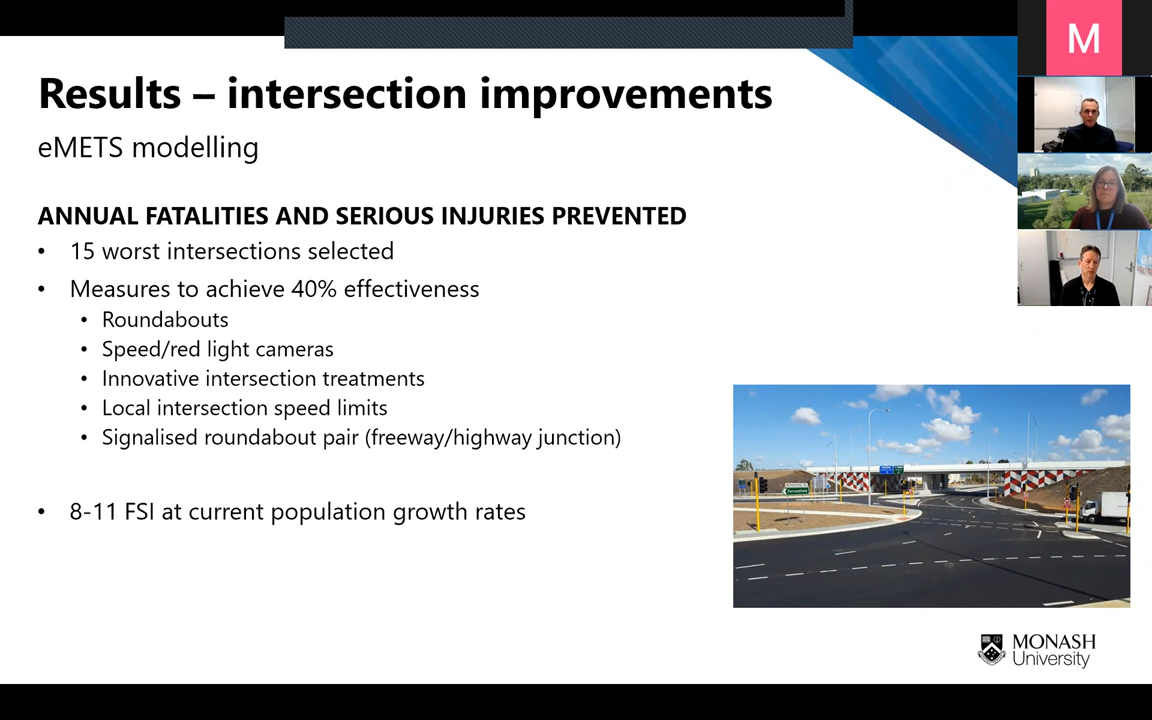 M
Results – intersection improvements
eMETS modelling
ANNUAL FATALITIES AND SERIOUS INJURIES PREVENTED
• 15 worst intersections selected
• Measures to achieve 40% effectiveness
• Roundabouts
• Speed/red light cameras
• Innovative intersection treatments
• Local intersection speed limits
• Signalised roundabout pair (freeway/highway junction)
• 8-11 FSI at current population growth rates
MONASH
University